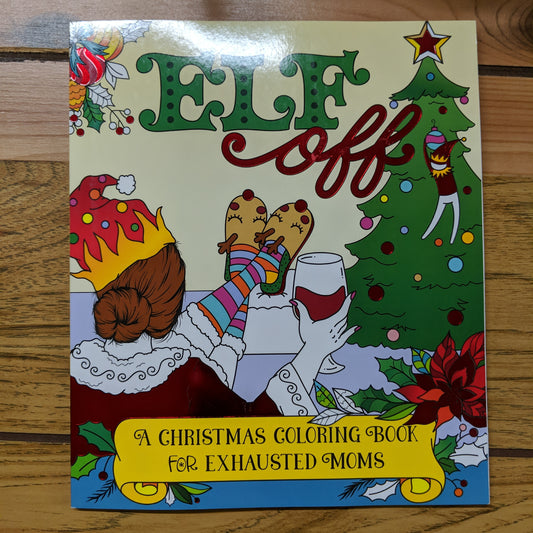 ELF
off
A CHRISTMAS COLORING BOOK
FOR EXHAUSTED MOMS